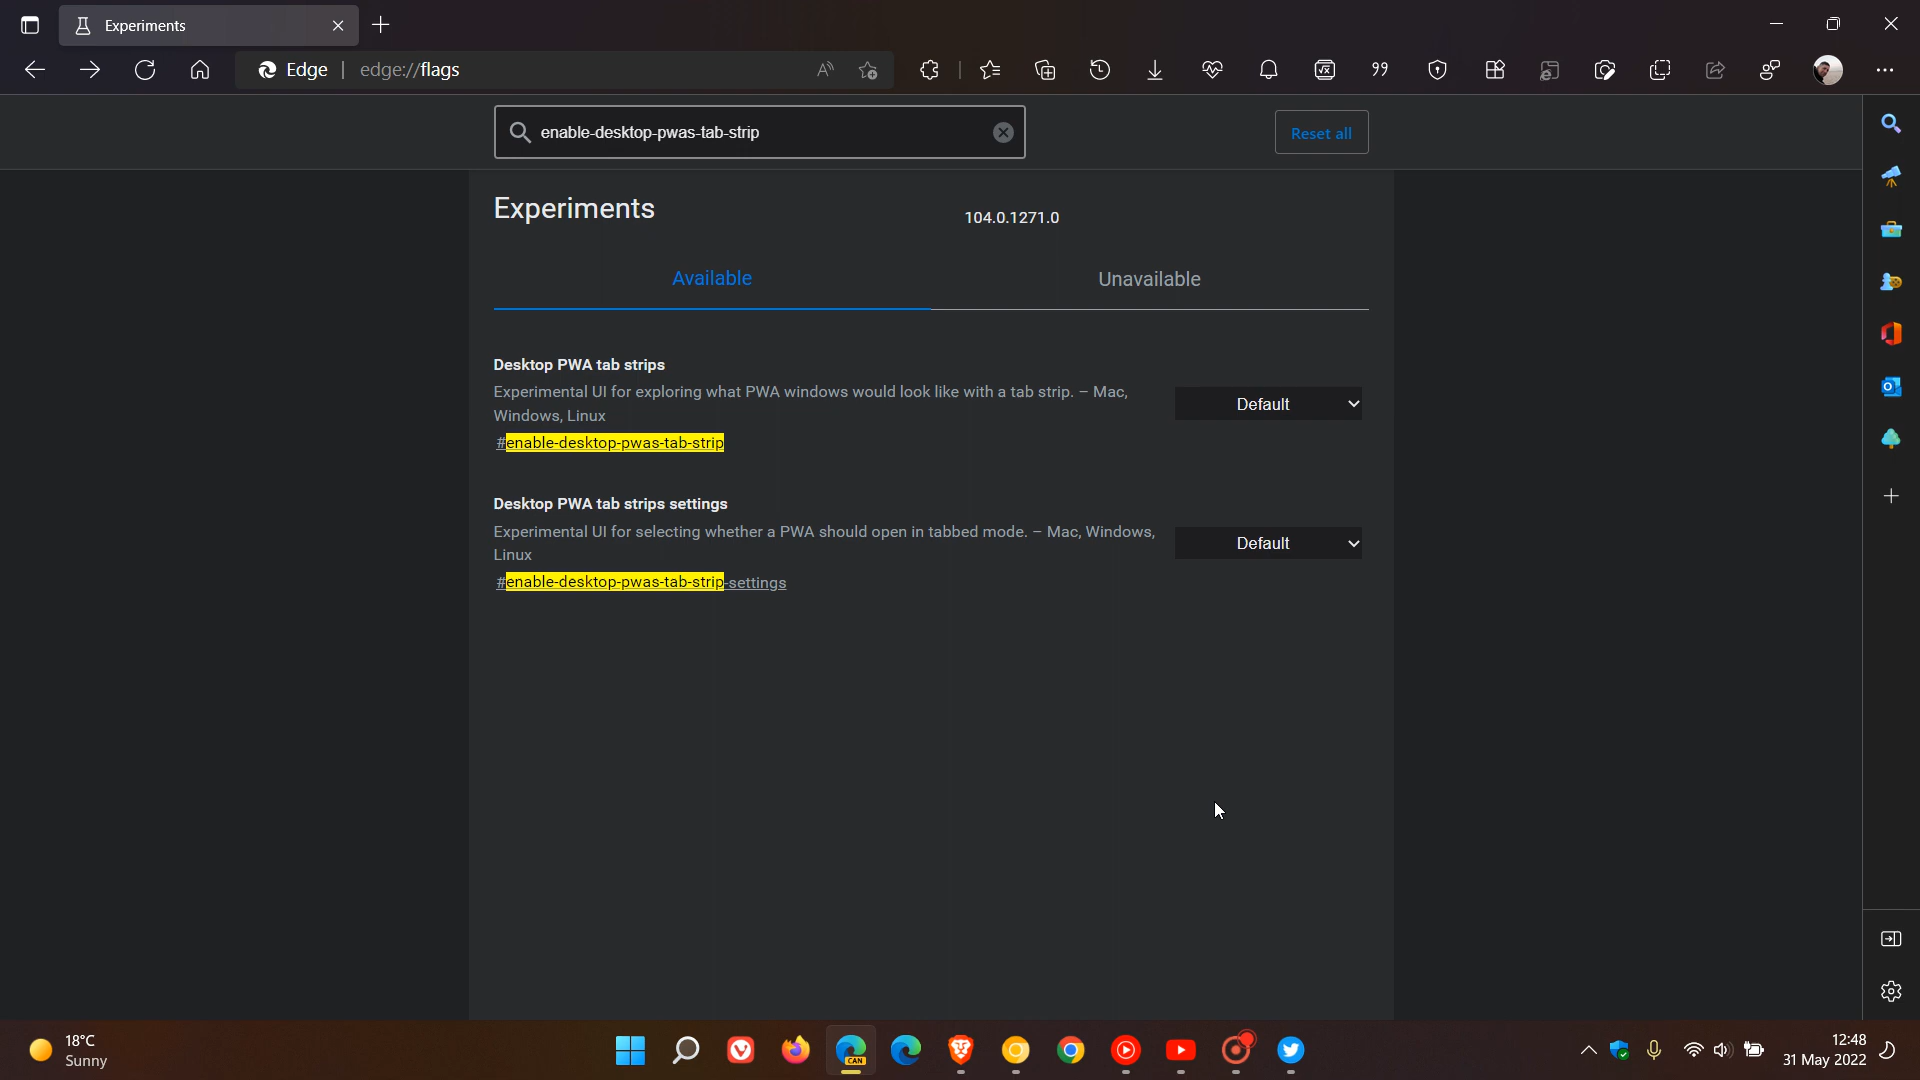 Experiments
Edge
edge://flags
enable-desktop-pwas-tab-strip
Reset all
Experiments
104.0.1271.0
Available
Unavailable
Desktop PWA tab strips
Experimental UI for exploring what PWA windows would look like with a tab strip. – Mac,
Windows, Linux
#enable-desktop-pwas-tab-strip
Default
Desktop PWA tab strips settings
Experimental UI for selecting whether a PWA should open in tabbed mode. – Mac, Windows,
Linux
#enable-desktop-pwas-tab-strip-settings
Default
18°C
Sunny
CAN
12:48
31 May 2022